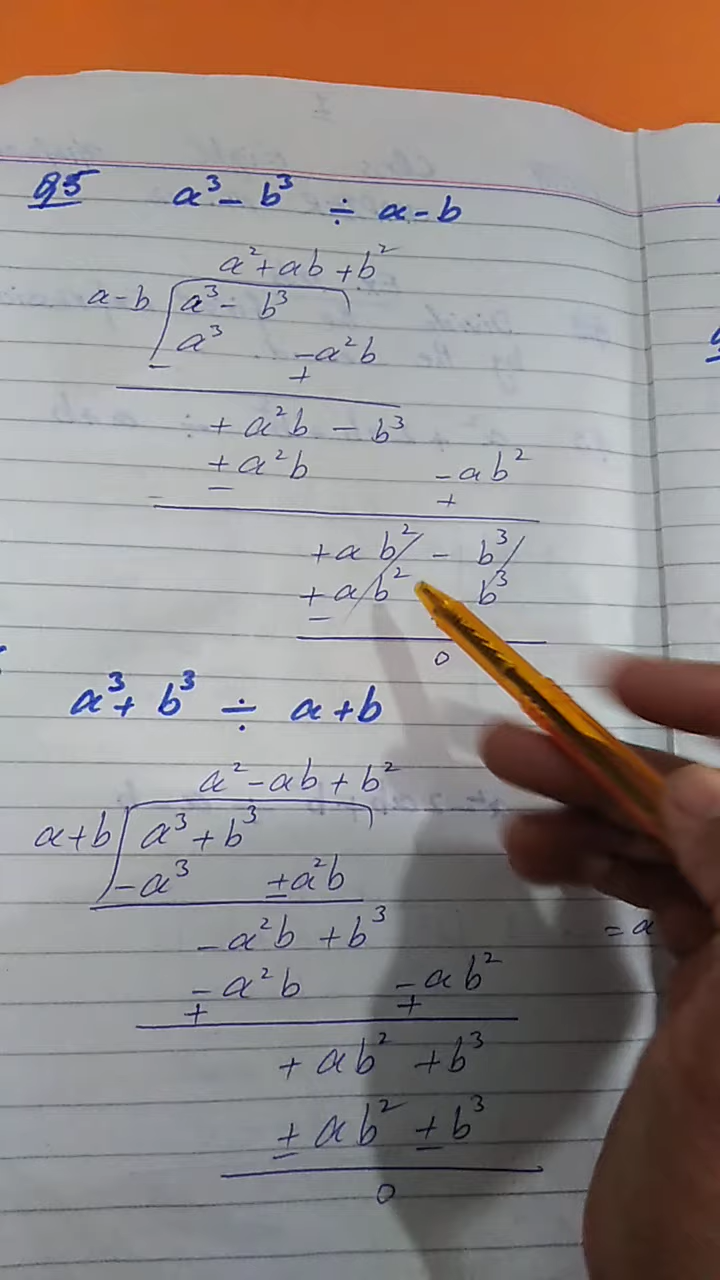 Q5 a³ - b³ ÷ a - b
a² + ab + b²
a - b a³ - b³
a³ - a²b
- +
+ a²b - b³
+ a²b - ab²
- +
+ ab² - b³
+ ab² b³
-
0
a³ + b³ ÷ a + b
a² - ab + b²
a + b a³ + b³
- a³ ± a²b
- a²b + b³
- a²b - ab²
+ +
= a
+ ab² + b³
± ab² ± b³
0